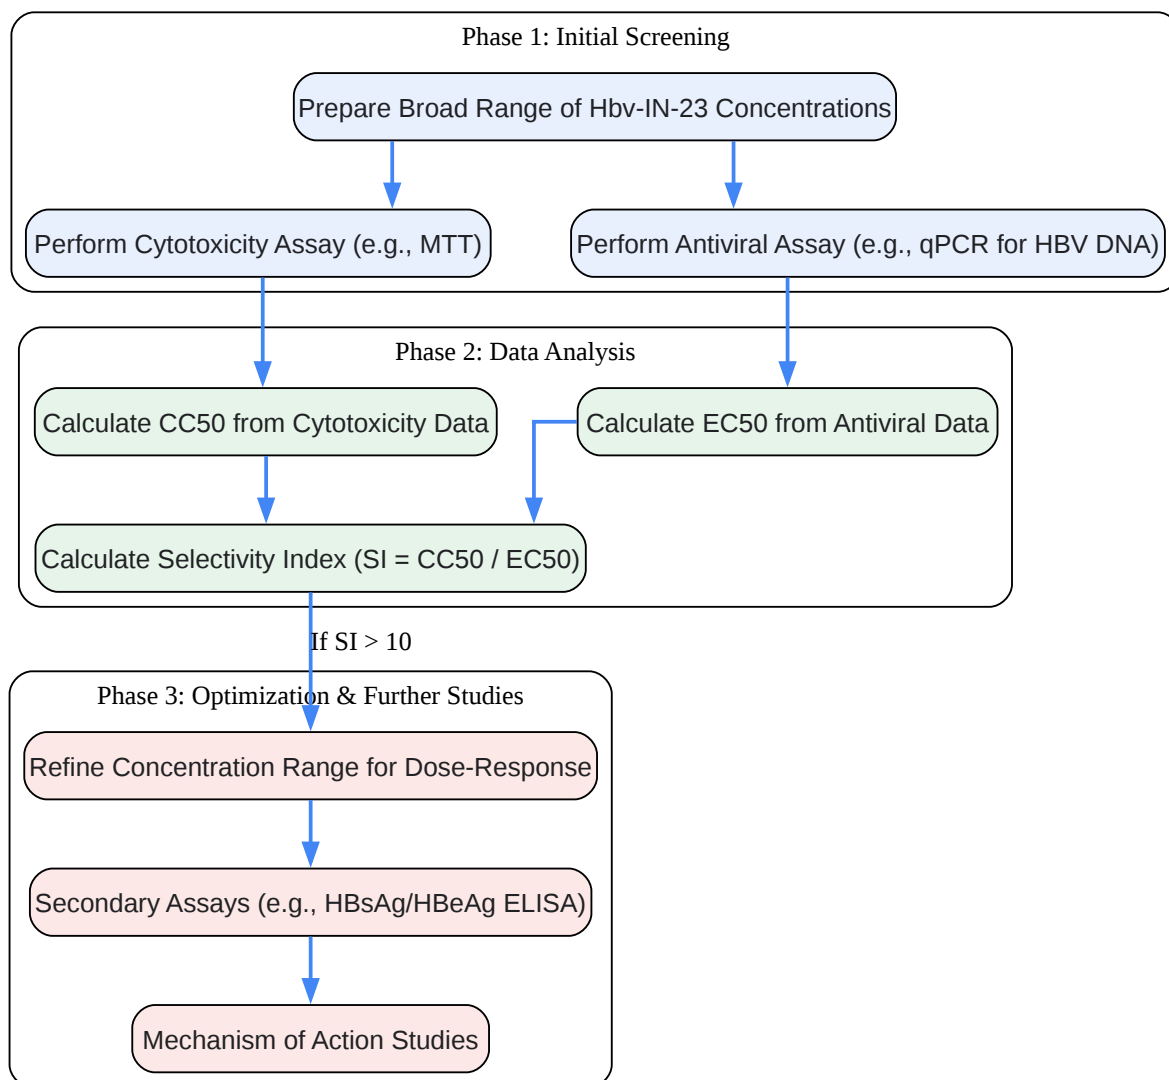 Phase 1: Initial Screening
Prepare Broad Range of Hbv-IN-23 Concentrations
Perform Cytotoxicity Assay (e.g., MTT)
Perform Antiviral Assay (e.g., qPCR for HBV DNA)
Phase 2: Data Analysis
Calculate CC50 from Cytotoxicity Data
Calculate EC50 from Antiviral Data
Calculate Selectivity Index (SI = CC50 / EC50)
If SI > 10
Phase 3: Optimization & Further Studies
Refine Concentration Range for Dose-Response
Secondary Assays (e.g., HBsAg/HBeAg ELISA)
Mechanism of Action Studies